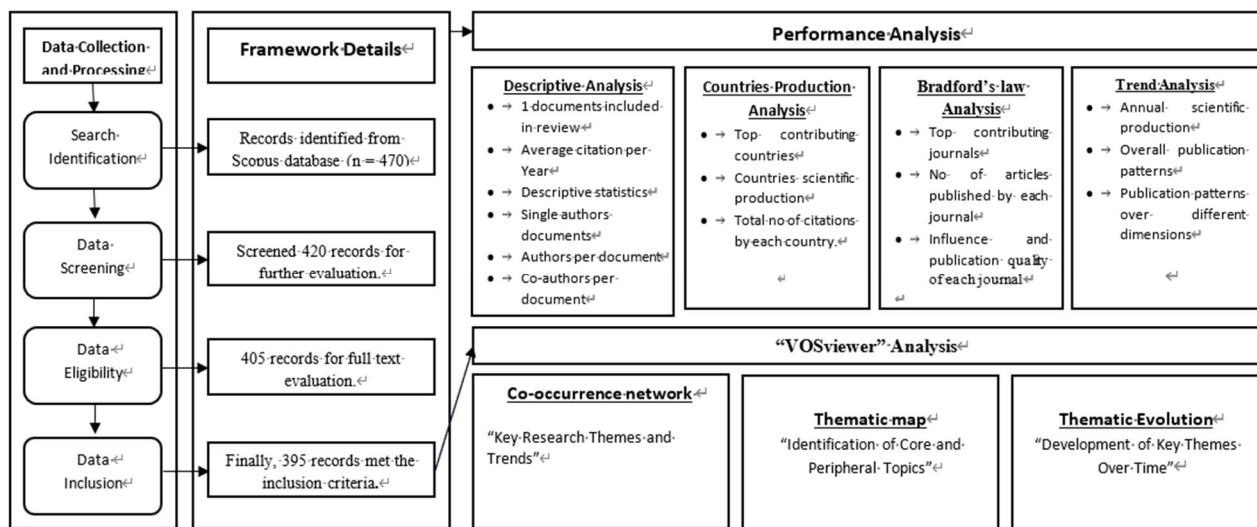 Data Collection
and Processing
Search
Identification
Data
Screening
Data
Eligibility
Data
Inclusion
Framework Details
Records identified from
Scopus database (n = 470)
Screened 420 records for
further evaluation.
405 records for full text
evaluation.
Finally, 395 records met the
inclusion criteria.
Performance Analysis
Descriptive Analysis
● → 1 documents included
in review
● → Average citation per
Year
● → Descriptive statistics
● → Single authors
documents
● → Authors per document
● → Co-authors per
document
Countries Production
Analysis
● → Top contributing
countries
● → Countries scientific
production
● → Total no of citations
by each country.
Bradford's law
Analysis
● → Top contributing
journals
● → No of articles
published by each
journal
● → Influence and
publication quality
of each journal
Trend Analysis
● → Annual scientific
production
● → Overall publication
patterns
● → Publication patterns
over different
dimensions
“VOSviewer” Analysis
Co-occurrence network
“Key Research Themes and
Trends”
Thematic map
“Identification of Core and
Peripheral Topics”
Thematic Evolution
“Development of Key Themes
Over Time”